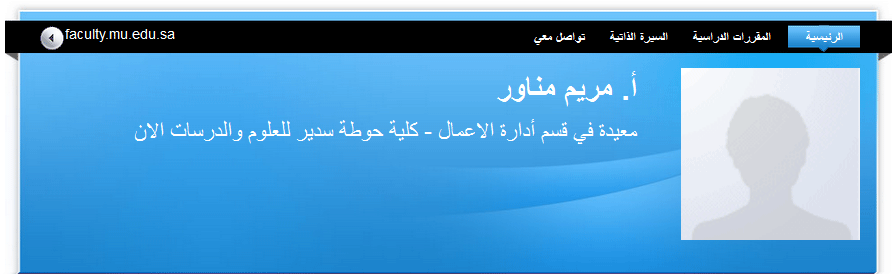 الرئيسية
المقررات الدراسية
السيرة الذاتية
تواصل معي
faculty.mu.edu.sa
أ. مريم مناور
معيدة في قسم أدارة الاعمال - كلية حوطة سدير للعلوم والدرسات الان